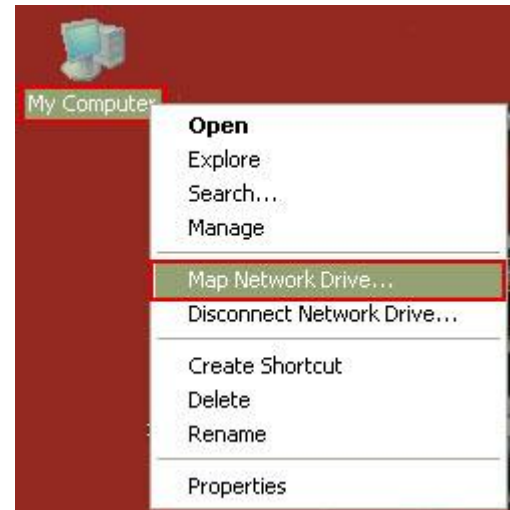 My Computer
Open
Explore
Search...
Manage
Map Network Drive...
Disconnect Network Drive...
Create Shortcut
Delete
Rename
Properties